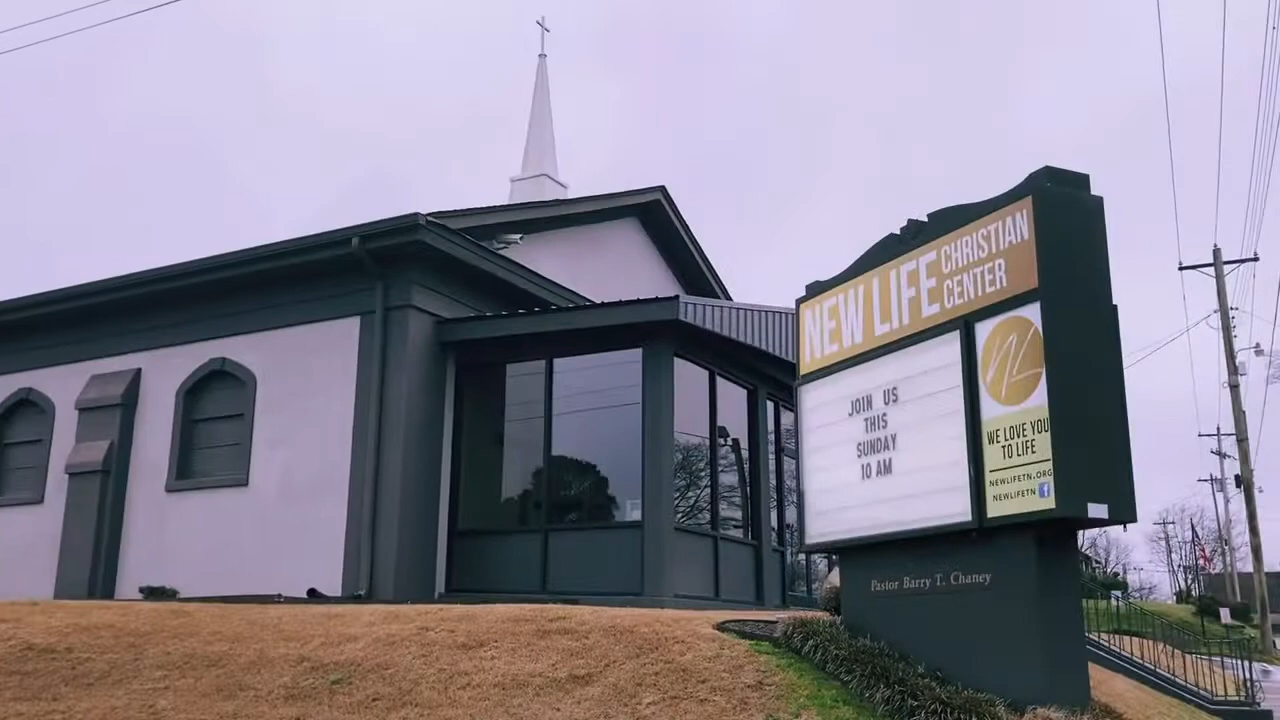 NEW LIFE
CHRISTIAN
CENTER
JOIN US
THIS
SUNDAY
10 AM
NL
WE LOVE YOU
TO LIFE
NEWLIFETN.ORG
NEWLIFETN f
Pastor Barry T. Chaney